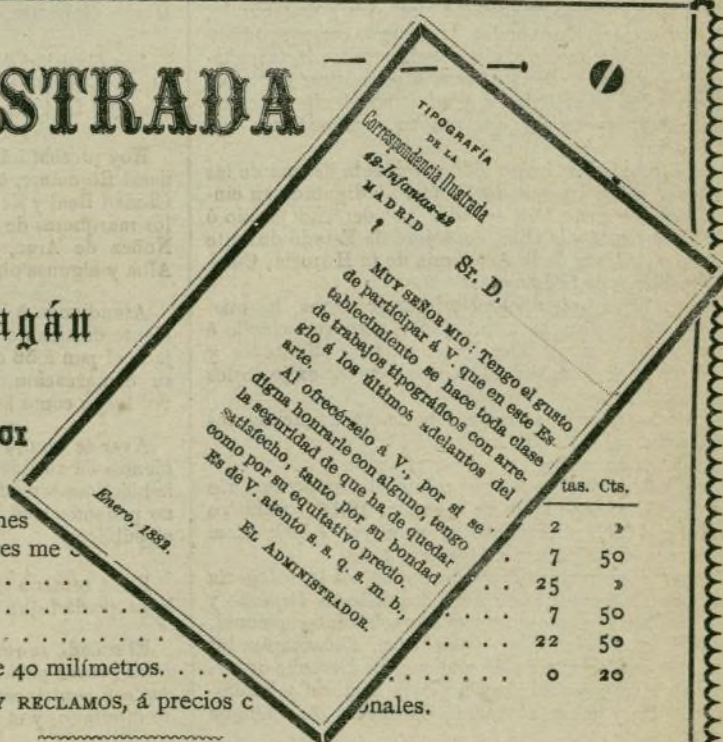 STRADA
TIPOGRAFÍA
DE LA
Correspondencia Ilustrada
42-Infantas-42
MADRID
Sr. D.
MUY SEÑOR MIO: Tengo el gusto
de participar á V. que en este Es-
tablecimiento se hace toda clase
de trabajos tipográficos con arre-
glo á los últimos adelantos del
arte.
Al ofrecérselo á V., por si se
digna honrarle con alguno, tengo
la seguridad de que ha de quedar
satisfecho, tanto por su bondad
como por su equitativo precio.
Es de V. atento s. s. q. s. m. b.,
EL ADMINISTRADOR.
Enero, 1882.
agán
tas. Cts.
nes 2 »
es me 7 50
. . . . . . 25 »
. . . . . . 7 50
. . . . . . 22 50
e 40 milímetros. . . . 0 20
Y RECLAMOS, á precios c onales.